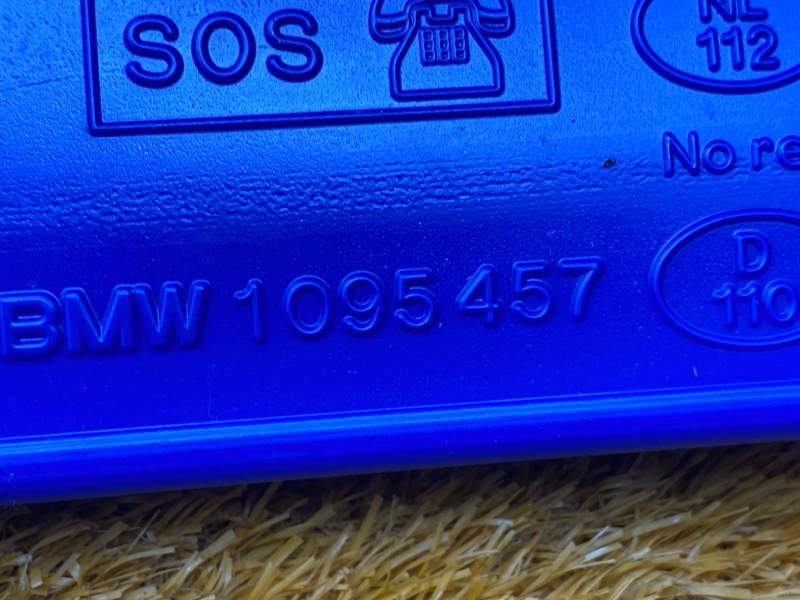 SOS
NL
112
No re
BMW 1095457
D
110